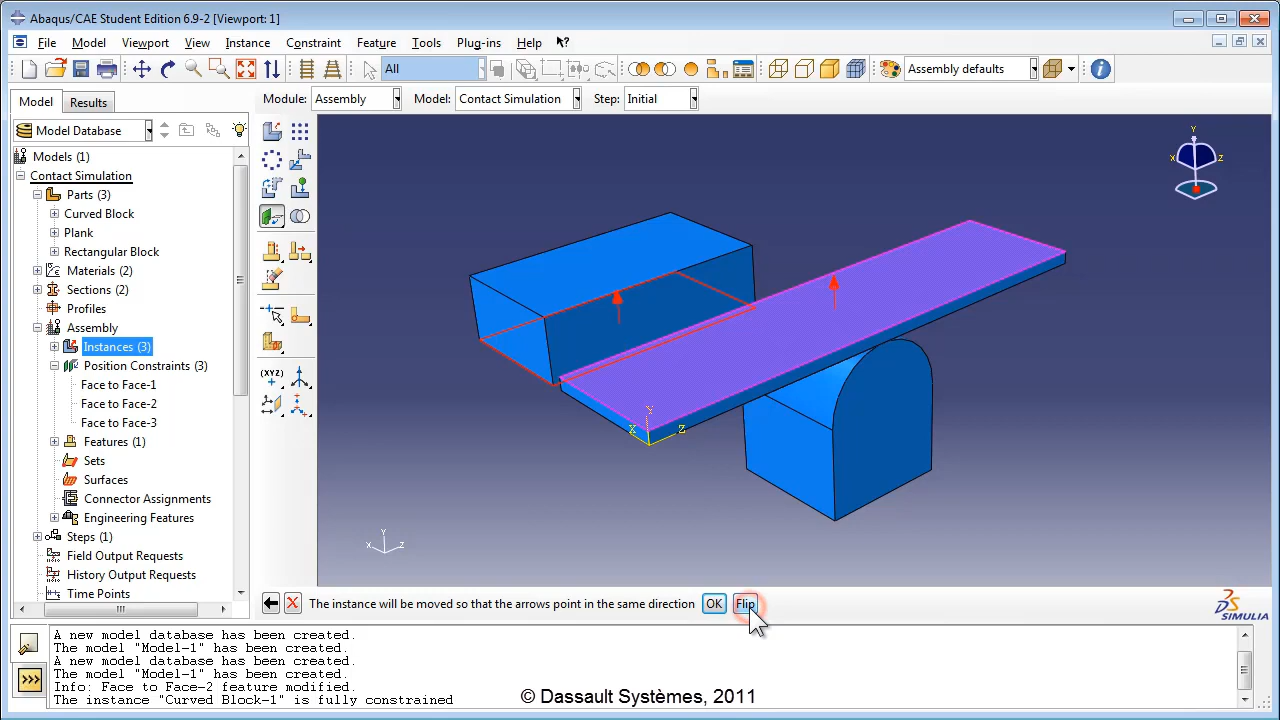 Abaqus/CAE Student Edition 6.9-2 [Viewport: 1]
File Model Viewport View Instance Constraint Feature Tools Plug-ins Help
All
Assembly defaults
Model Results
Module: Assembly Model: Contact Simulation Step: Initial
Model Database
Models (1)
Contact Simulation
Parts (3)
Curved Block
Plank
Rectangular Block
Materials (2)
Sections (2)
Profiles
Assembly
Instances (3)
Position Constraints (3)
Face to Face-1
Face to Face-2
Face to Face-3
Features (1)
Sets
Surfaces
Connector Assignments
Engineering Features
Steps (1)
Field Output Requests
History Output Requests
Time Points
(XYZ)
Y
X Z
Y
X Z
Y
X Z
The instance will be moved so that the arrows point in the same direction OK Flip
SIMULIA
A new model database has been created.
The model "Model-1" has been created.
A new model database has been created.
The model "Model-1" has been created.
Info: Face to Face-2 feature modified.
The instance "Curved Block-1" is fully constrained
>>>
© Dassault Systèmes, 2011